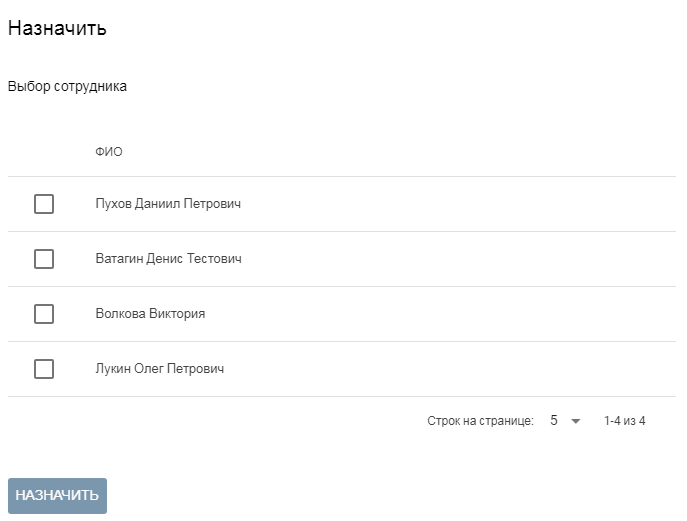 Назначить
Выбор сотрудника
ФИО
Пухов Даниил Петрович
Ватагин Денис Тестович
Волкова Виктория
Лукин Олег Петрович
Строк на странице: 5 1-4 из 4
НАЗНАЧИТЬ